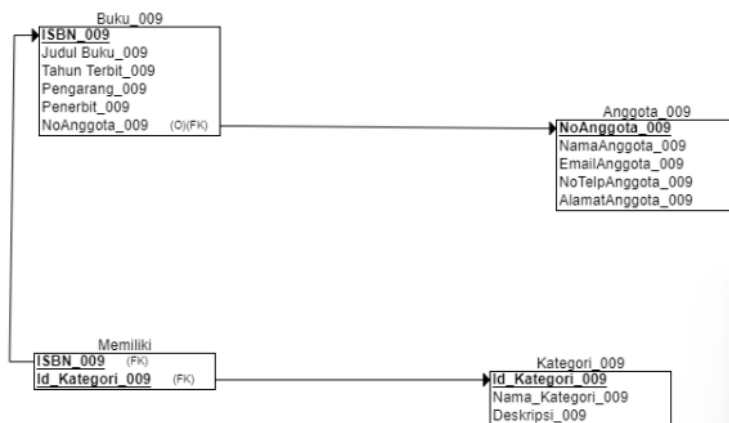 Buku_009
ISBN_009
Judul Buku_009
Tahun Terbit_009
Pengarang_009
Penerbit_009
NoAnggota_009 (O)(FK)
Anggota_009
NoAnggota_009
NamaAnggota_009
EmailAnggota_009
NoTelpAnggota_009
AlamatAnggota_009
Memiliki
ISBN_009 (FK)
Id_Kategori_009 (FK)
Kategori_009
Id_Kategori_009
Nama_Kategori_009
Deskripsi_009